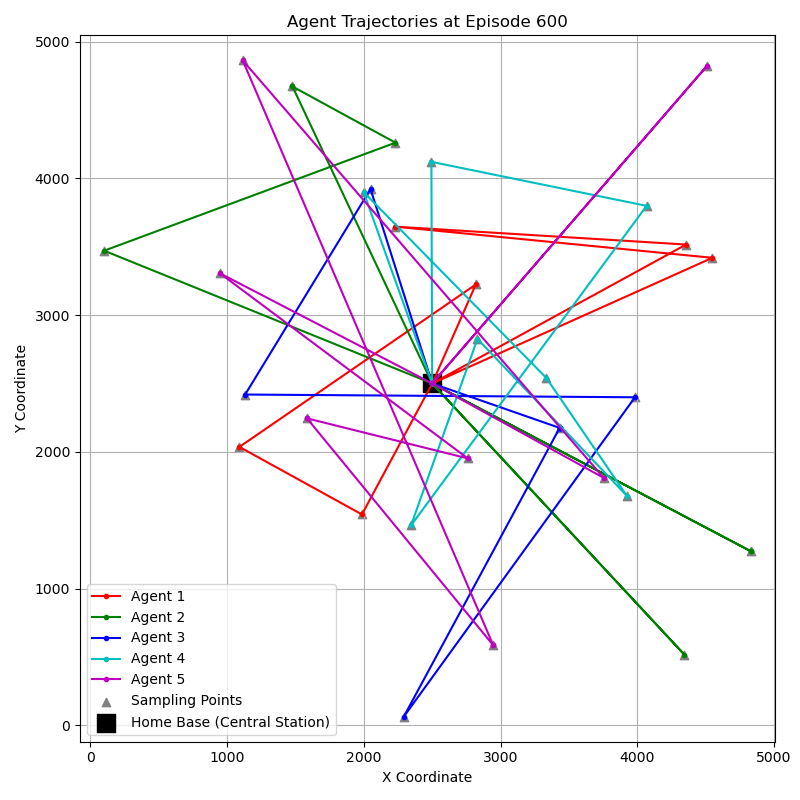 Agent Trajectories at Episode 600
Y Coordinate
5000
4000
3000
2000
1000
0
Agent 1
Agent 2
Agent 3
Agent 4
Agent 5
Sampling Points
Home Base (Central Station)
0 1000 2000 3000 4000 5000
X Coordinate